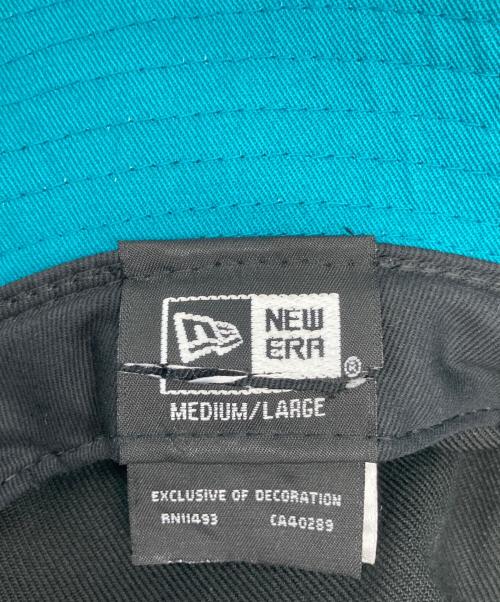 NEW
ERA
®
MEDIUM/LARGE
EXCLUSIVE OF DECORATION
RN11493 CA40289